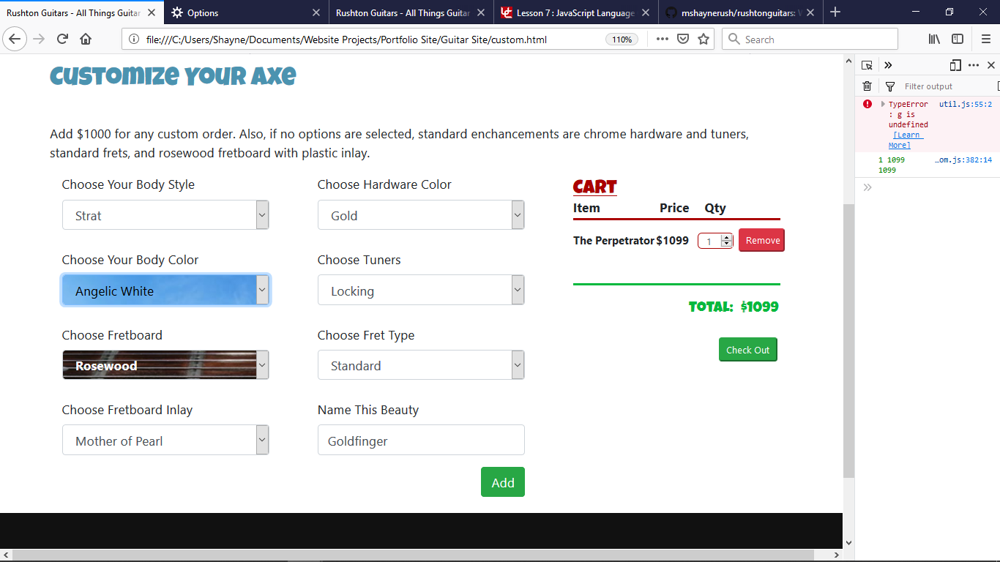 Rushton Guitars - All Things Guitar
Options
Rushton Guitars - All Things Guitar
Lesson 7 : JavaScript Language
mshaynerush/rushtonguitars: W
file:///C:/Users/Shayne/Documents/Website Projects/Portfolio Site/Guitar Site/custom.html
110%
Search
Customize Your Axe
Add $1000 for any custom order. Also, if no options are selected, standard enchancements are chrome hardware and tuners,
standard frets, and rosewood fretboard with plastic inlay.
Choose Your Body Style
Strat
Choose Your Body Color
Angelic White
Choose Fretboard
Rosewood
Choose Fretboard Inlay
Mother of Pearl
Choose Hardware Color
Gold
Choose Tuners
Locking
Choose Fret Type
Standard
Name This Beauty
Goldfinger
Add
CART
Item Price Qty
The Perpetrator $1099 1 Remove
Total: $1099
Check Out
Filter output
TypeError util.js:55:2
: g is
undefined
[Learn
More]
1 1099 …om.js:382:14
1099